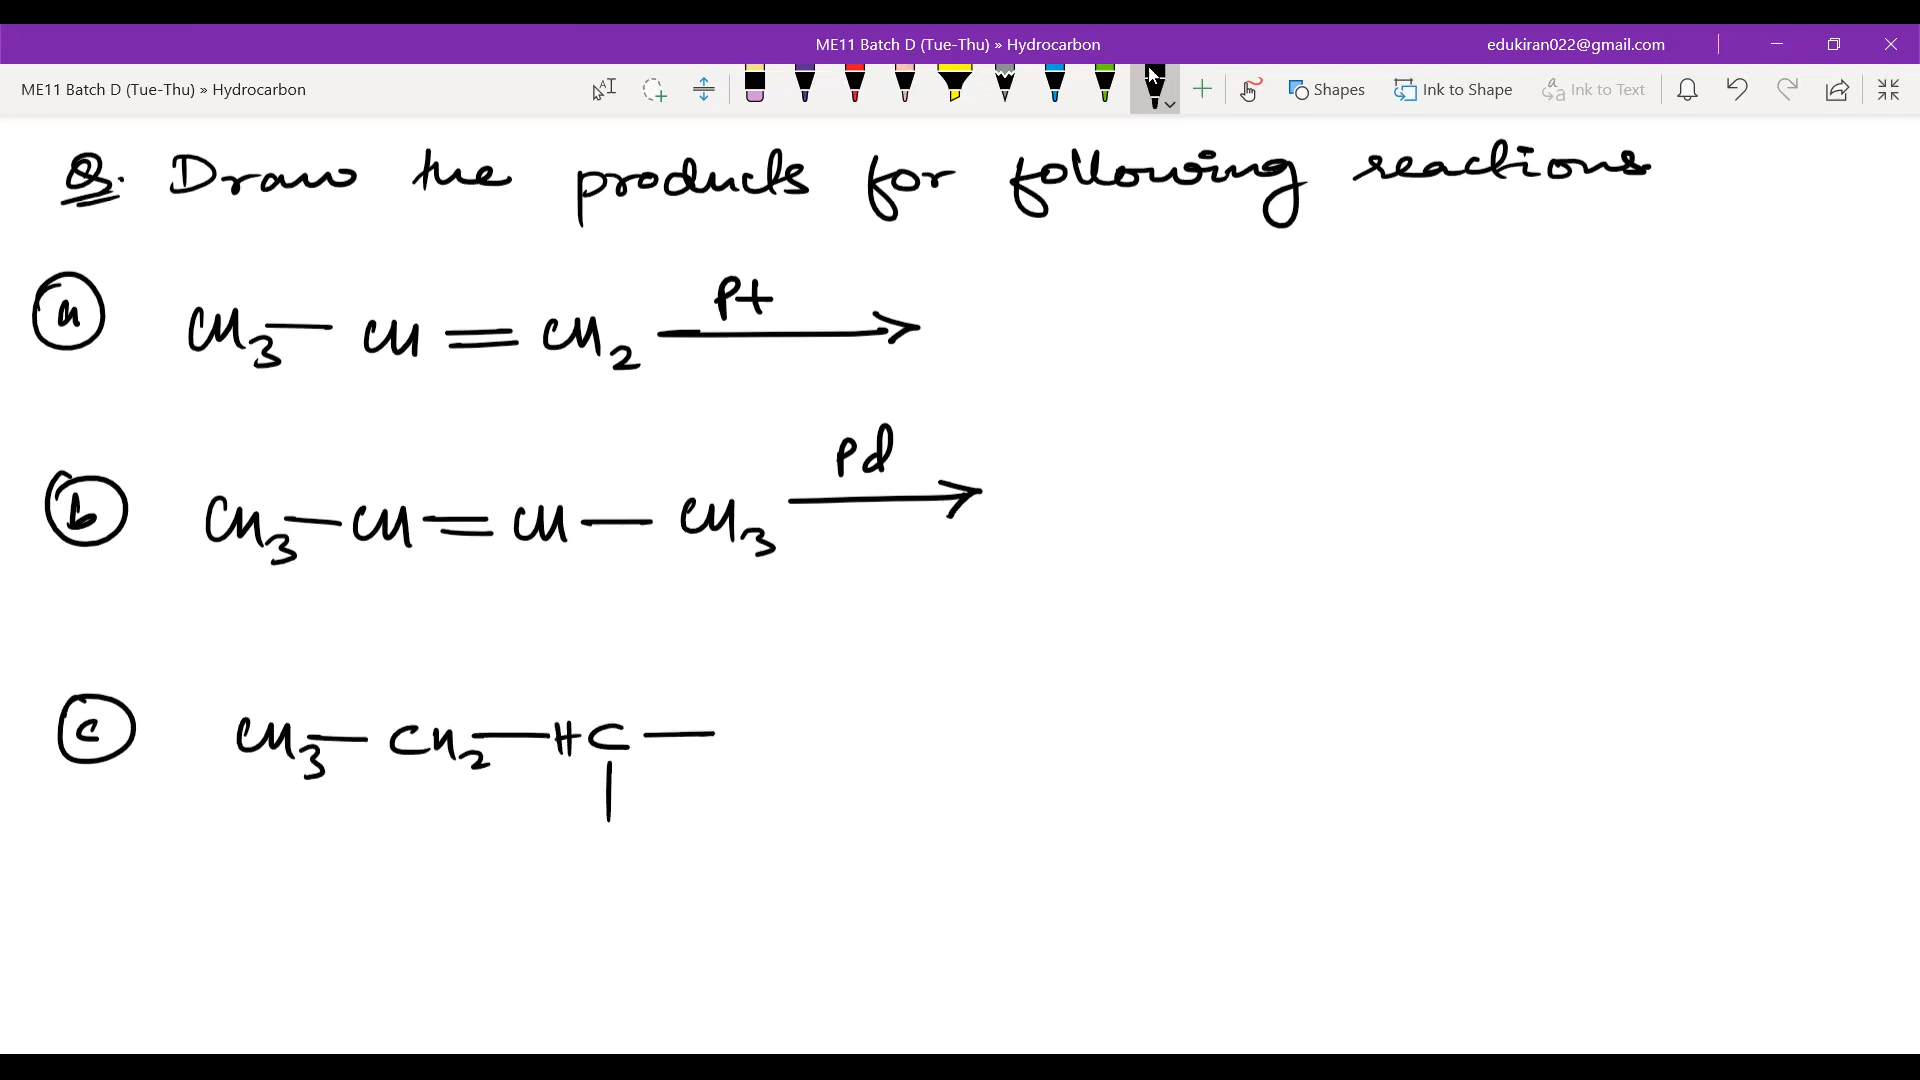 ME11 Batch D (Tue-Thu) » Hydrocarbon edukiran022@gmail.com
ME11 Batch D (Tue-Thu) » Hydrocarbon Shapes Ink to Shape Ink to Text
Q. Draw the products for following reactions
Pt
(a) CH3 — CH = CH2 ⟶
Pd
(b) CH3 — CH = CH — CH3 ⟶
(c) CH3 — CH2 — HC —
|